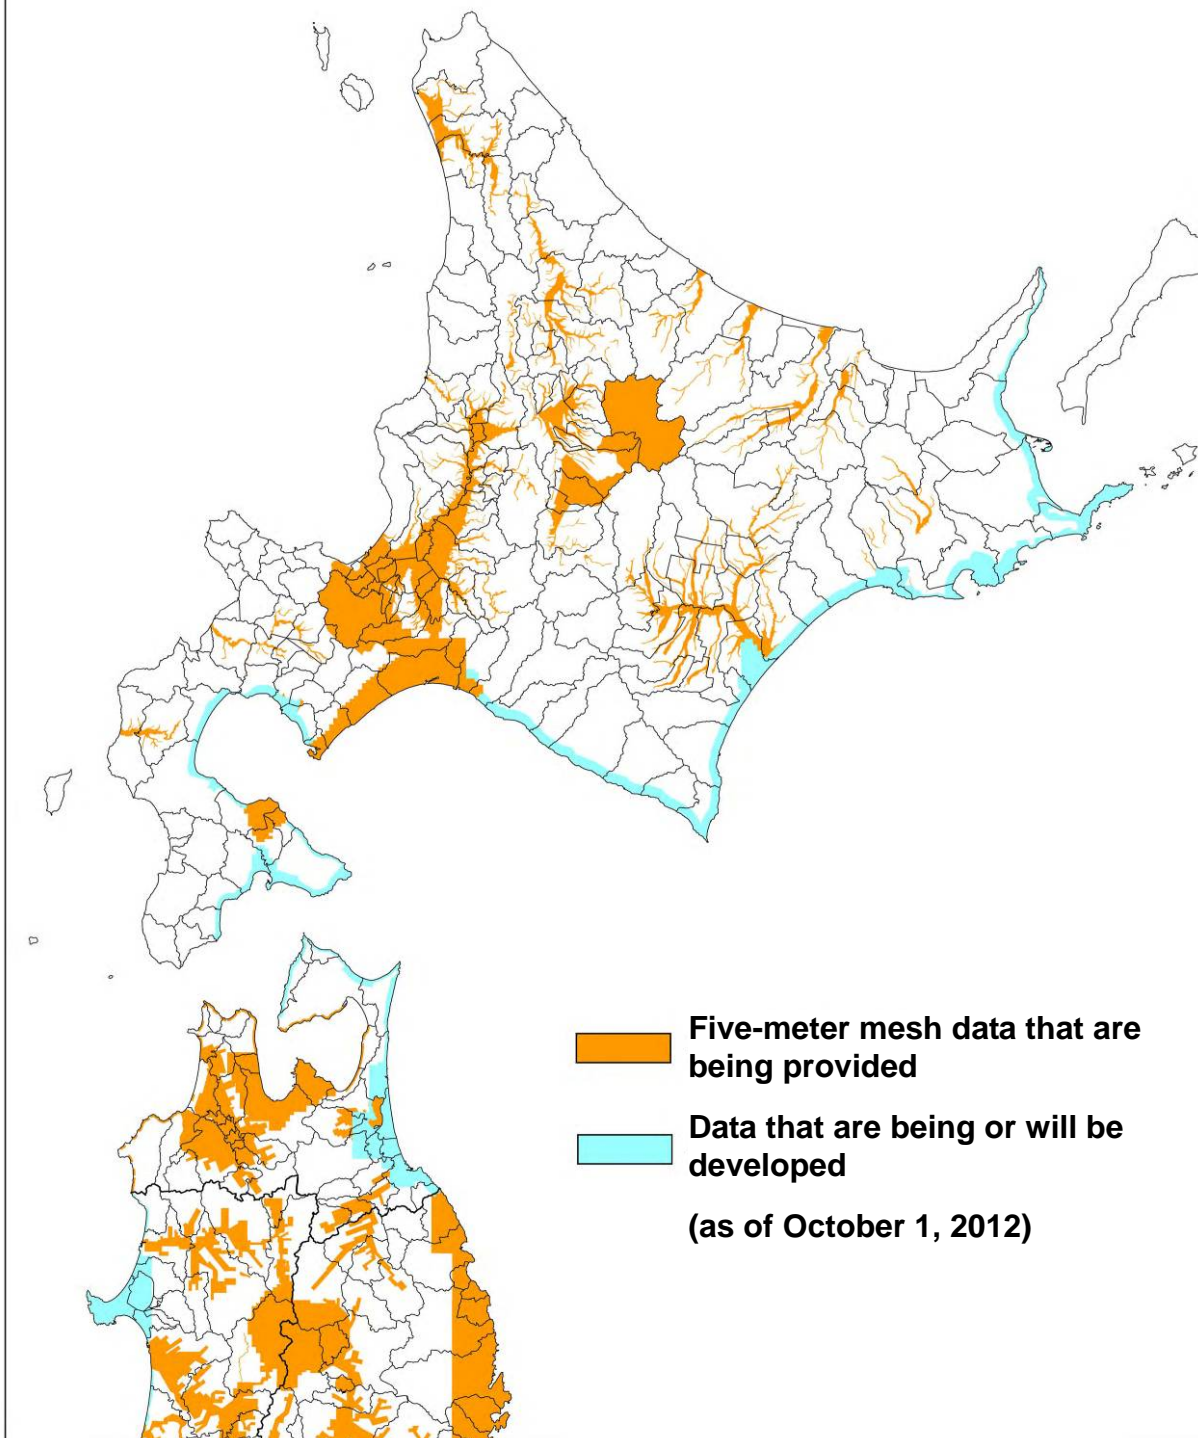 Five-meter mesh data that are
being provided
Data that are being or will be
developed
(as of October 1, 2012)